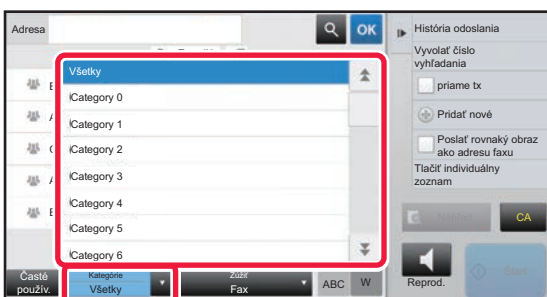 Adresa
OK
Všetky
Category 0
Category 1
Category 2
Category 3
Category 4
Category 5
Category 6
Časté
použív.
Kategórie
Všetky
Zúžiť
Fax
ABC
W
História odoslania
Vyvolať číslo
vyhľadania
priame tx
Pridať nové
Poslať rovnaký obraz
ako adresu faxu
Tlačiť individuálny
zoznam
CA
Reprod.
Štart